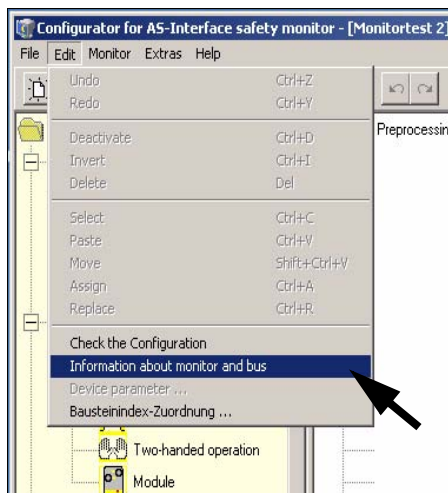 Configurator for AS-Interface safety monitor - [Monitortest 2]
File Edit Monitor Extras Help
Undo Ctrl+Z
Redo Ctrl+Y
Preprocessin
Deactivate Ctrl+D
Invert Ctrl+I
Delete Del
Select Ctrl+C
Paste Ctrl+V
Move Shift+Ctrl+V
Assign Ctrl+A
Replace Ctrl+R
Check the Configuration
Information about monitor and bus
Device parameter ...
Bausteinindex-Zuordnung ...
Two-handed operation
Module